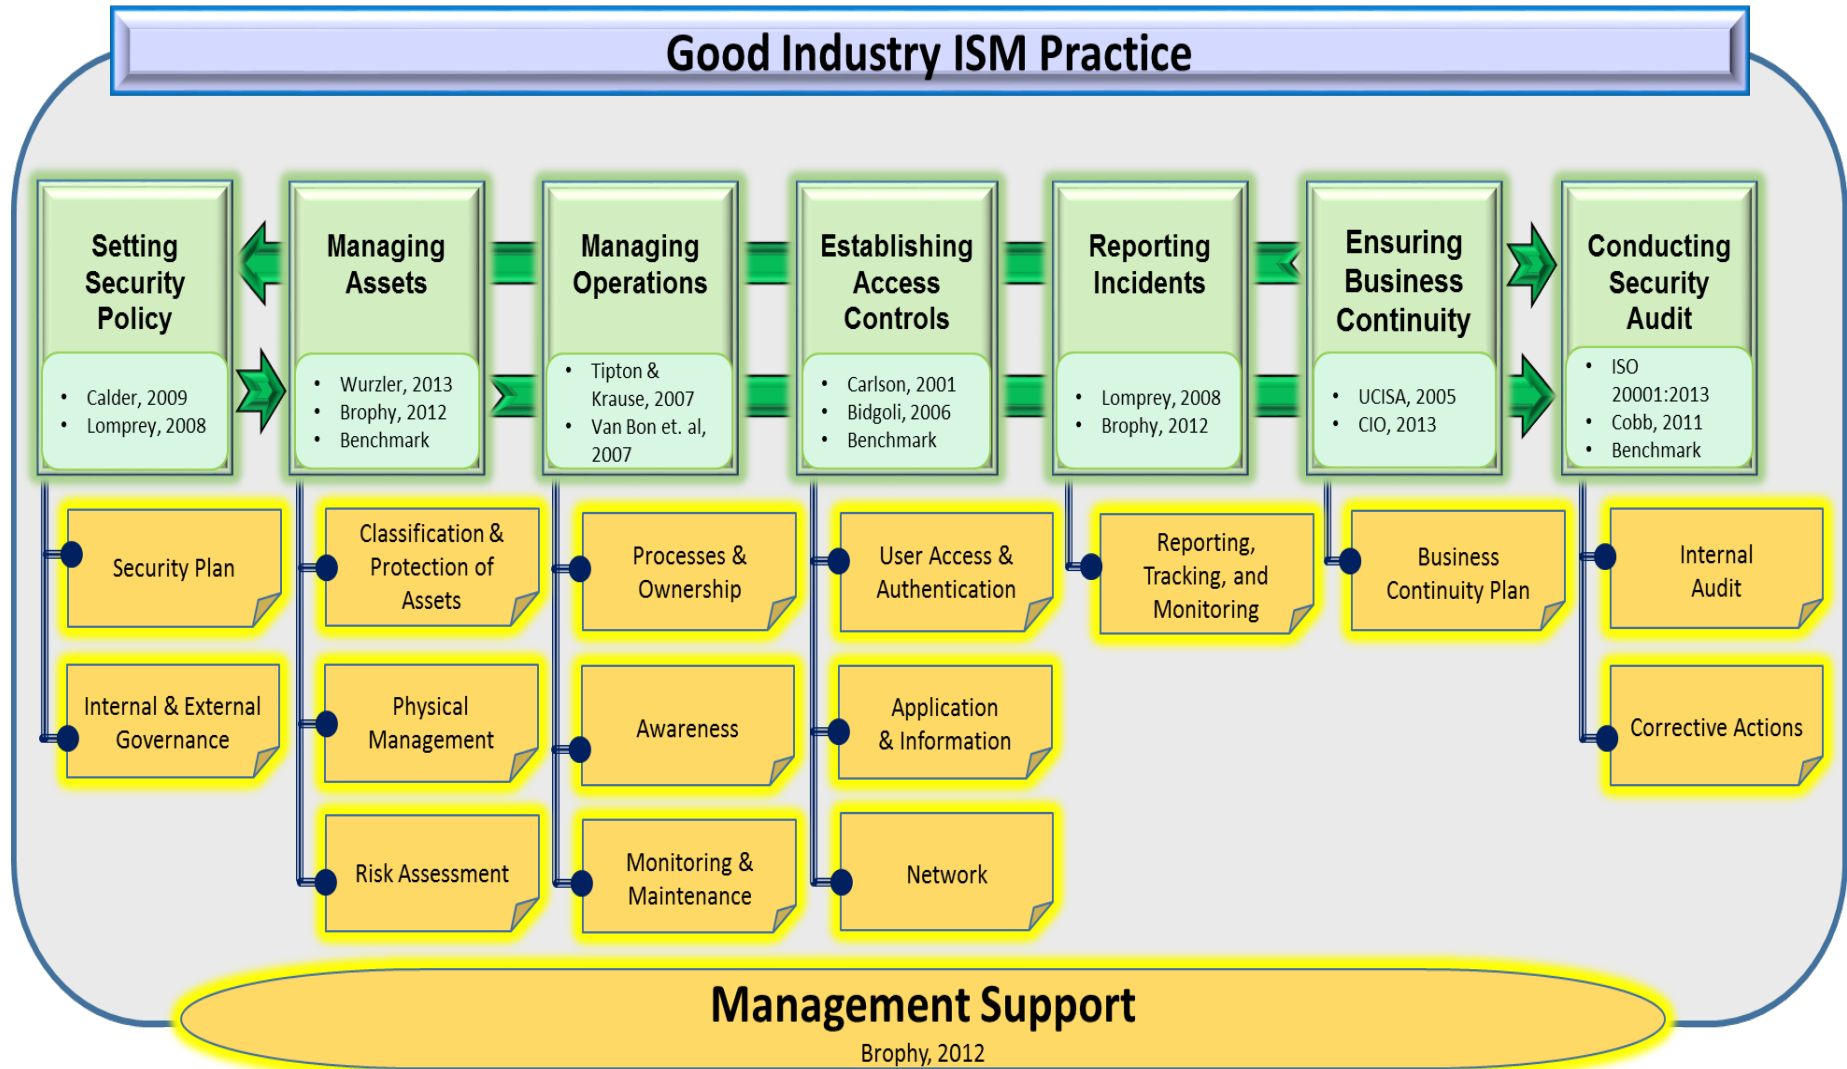 Good Industry ISM Practice
Setting
Security
Policy
• Calder, 2009
• Lomprey, 2008
Managing
Assets
• Wurzler, 2013
• Brophy, 2012
• Benchmark
Managing
Operations
• Tipton &
Krause, 2007
• Van Bon et. al,
2007
Establishing
Access
Controls
• Carlson, 2001
• Bidgoli, 2006
• Benchmark
Reporting
Incidents
• Lomprey, 2008
• Brophy, 2012
Ensuring
Business
Continuity
• UCISA, 2005
• CIO, 2013
Conducting
Security
Audit
• ISO
20001:2013
• Cobb, 2011
• Benchmark
Security Plan
Internal & External
Governance
Classification &
Protection of
Assets
Physical
Management
Risk Assessment
Processes &
Ownership
Awareness
Monitoring &
Maintenance
User Access &
Authentication
Application
& Information
Network
Reporting,
Tracking, and
Monitoring
Business
Continuity Plan
Internal
Audit
Corrective Actions
Management Support
Brophy, 2012